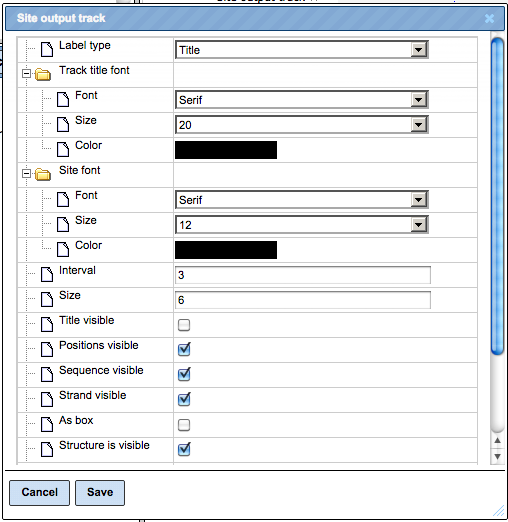 Site output track
Label type Title
Track title font
Font Serif
Size 20
Color
Site font
Font Serif
Size 12
Color
Interval 3
Size 6
Title visible
Positions visible
Sequence visible
Strand visible
As box
Structure is visible
Cancel Save